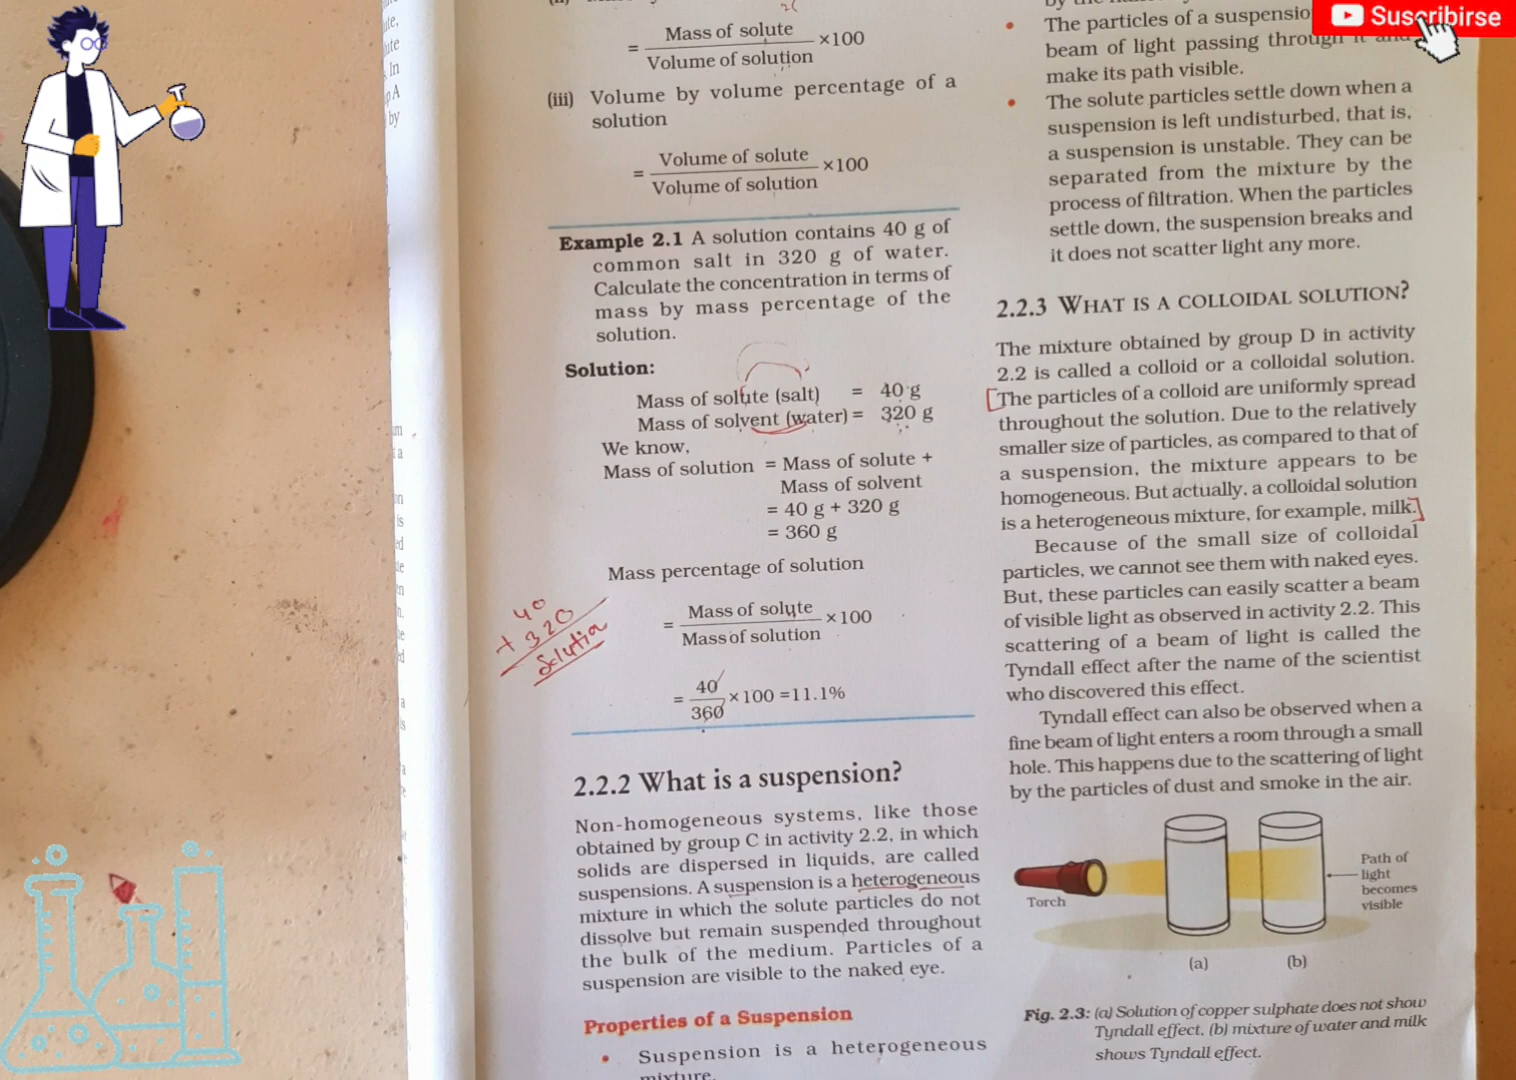 = Mass of solute / Volume of solution ×100
(iii) Volume by volume percentage of a
solution
= Volume of solute / Volume of solution ×100
Example 2.1 A solution contains 40 g of
common salt in 320 g of water.
Calculate the concentration in terms of
mass by mass percentage of the
solution.
Solution:
Mass of solute (salt) = 40 g
Mass of solvent (water) = 320 g
We know,
Mass of solution = Mass of solute +
Mass of solvent
= 40 g + 320 g
= 360 g
Mass percentage of solution
= Mass of solute / Mass of solution ×100
= 40 / 360 ×100 =11.1%
40
+ 320
Solution
2.2.2 What is a suspension?
Non-homogeneous systems, like those
obtained by group C in activity 2.2, in which
solids are dispersed in liquids, are called
suspensions. A suspension is a heterogeneous
mixture in which the solute particles do not
dissolve but remain suspended throughout
the bulk of the medium. Particles of a
suspension are visible to the naked eye.
Properties of a Suspension
• Suspension is a heterogeneous
mixture.
• The particles of a suspensio
beam of light passing through it and
make its path visible.
• The solute particles settle down when a
suspension is left undisturbed, that is,
a suspension is unstable. They can be
separated from the mixture by the
process of filtration. When the particles
settle down, the suspension breaks and
it does not scatter light any more.
2.2.3 WHAT IS A COLLOIDAL SOLUTION?
The mixture obtained by group D in activity
2.2 is called a colloid or a colloidal solution.
The particles of a colloid are uniformly spread
throughout the solution. Due to the relatively
smaller size of particles, as compared to that of
a suspension, the mixture appears to be
homogeneous. But actually, a colloidal solution
is a heterogeneous mixture, for example, milk.
Because of the small size of colloidal
particles, we cannot see them with naked eyes.
But, these particles can easily scatter a beam
of visible light as observed in activity 2.2. This
scattering of a beam of light is called the
Tyndall effect after the name of the scientist
who discovered this effect.
Tyndall effect can also be observed when a
fine beam of light enters a room through a small
hole. This happens due to the scattering of light
by the particles of dust and smoke in the air.
Torch
Path of
light
becomes
visible
(a) (b)
Fig. 2.3: (a) Solution of copper sulphate does not show
Tyndall effect, (b) mixture of water and milk
shows Tyndall effect.
Suscribirse